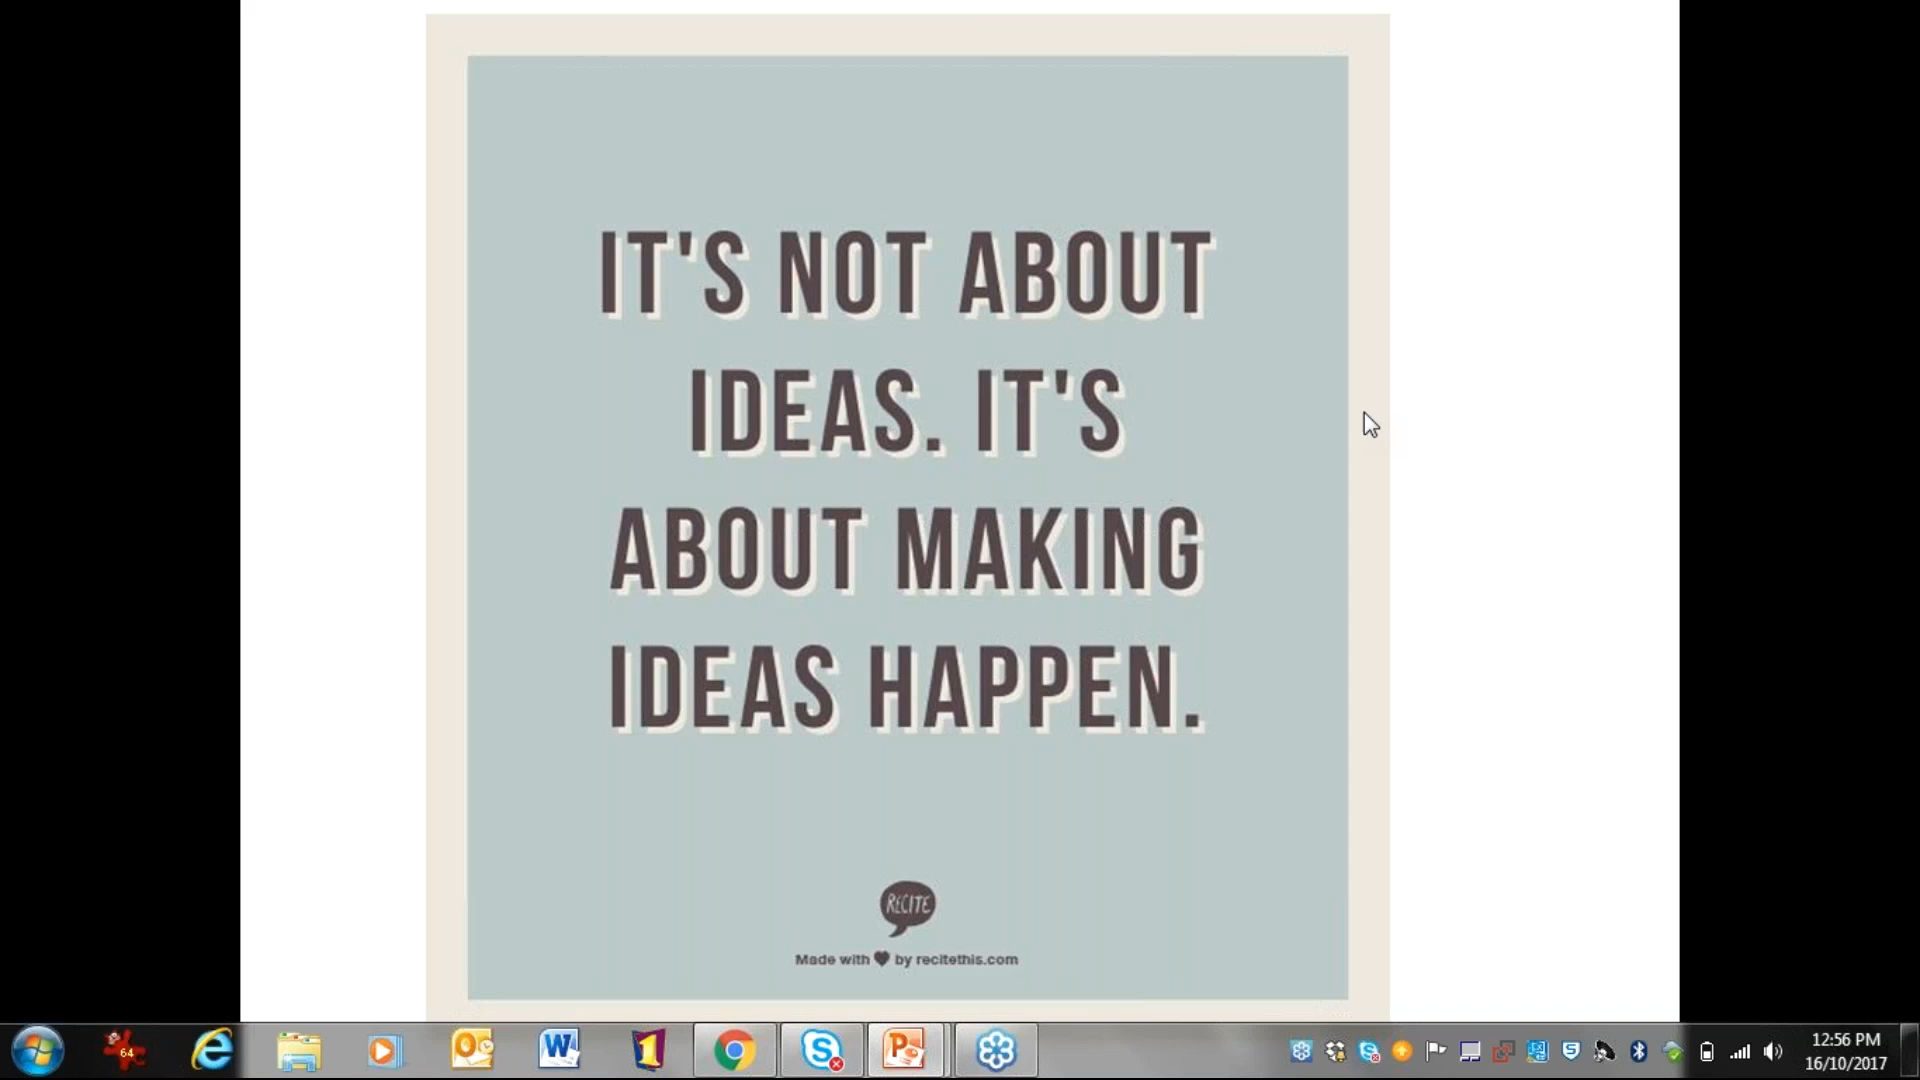 IT'S NOT ABOUT
IDEAS. IT'S
ABOUT MAKING
IDEAS HAPPEN.
RECITE
Made with ♥ by recitethis.com
64
12:56 PM
16/10/2017